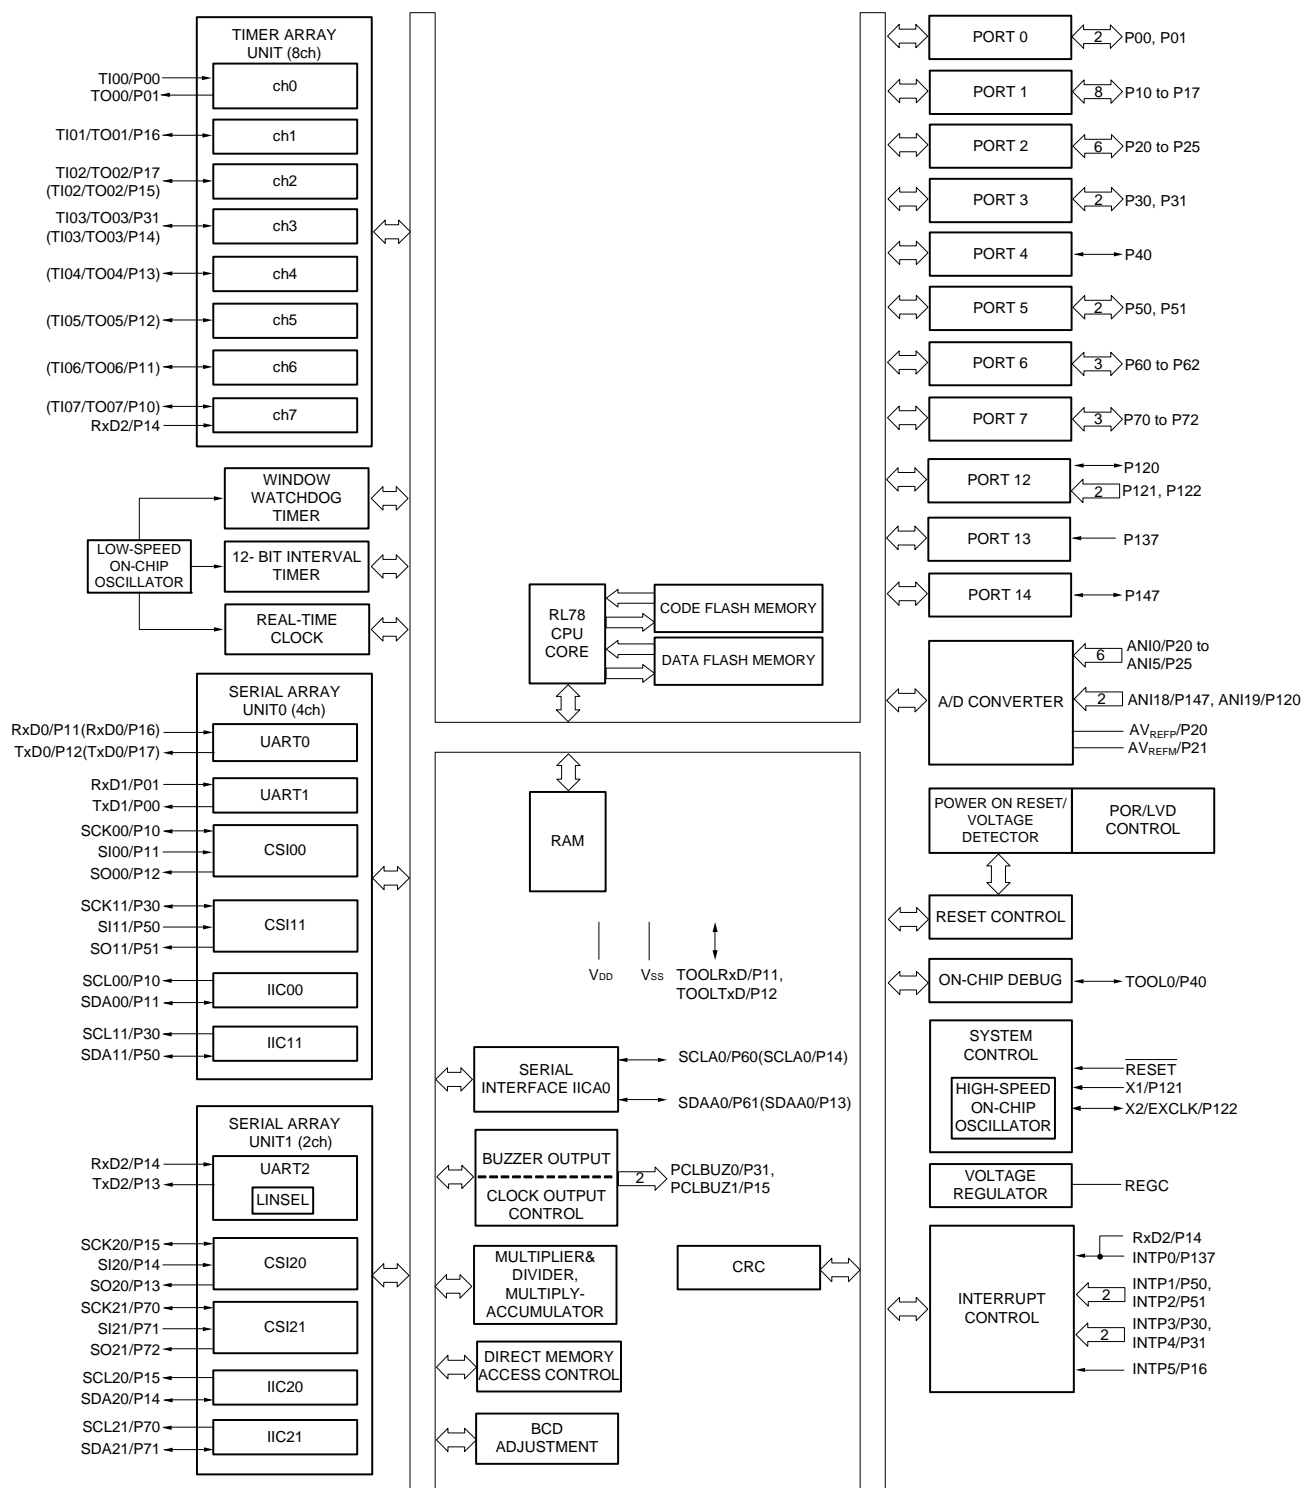 TIMER ARRAY
UNIT (8ch)
TI00/P00
TO00/P01
ch0
TI01/TO01/P16
ch1
TI02/TO02/P17
(TI02/TO02/P15)
ch2
TI03/TO03/P31
(TI03/TO03/P14)
ch3
(TI04/TO04/P13)
ch4
(TI05/TO05/P12)
ch5
(TI06/TO06/P11)
ch6
(TI07/TO07/P10)
RxD2/P14
ch7
WINDOW
WATCHDOG
TIMER
LOW-SPEED
ON-CHIP
OSCILLATOR
12- BIT INTERVAL
TIMER
REAL-TIME
CLOCK
SERIAL ARRAY
UNIT0 (4ch)
RxD0/P11(RxD0/P16)
TxD0/P12(TxD0/P17)
UART0
RxD1/P01
TxD1/P00
UART1
SCK00/P10
SI00/P11
SO00/P12
CSI00
SCK11/P30
SI11/P50
SO11/P51
CSI11
SCL00/P10
SDA00/P11
IIC00
SCL11/P30
SDA11/P50
IIC11
SERIAL ARRAY
UNIT1 (2ch)
RxD2/P14
TxD2/P13
UART2
LINSEL
SCK20/P15
SI20/P14
SO20/P13
CSI20
SCK21/P70
SI21/P71
SO21/P72
CSI21
SCL20/P15
SDA20/P14
IIC20
SCL21/P70
SDA21/P71
IIC21
RL78
CPU
CORE
CODE FLASH MEMORY
DATA FLASH MEMORY
RAM
VDD
VSS
TOOLRxD/P11,
TOOLTxD/P12
SERIAL
INTERFACE IICA0
SCLA0/P60(SCLA0/P14)
SDAA0/P61(SDAA0/P13)
BUZZER OUTPUT
CLOCK OUTPUT
CONTROL
2
PCLBUZ0/P31,
PCLBUZ1/P15
MULTIPLIER&
DIVIDER,
MULTIPLY-
ACCUMULATOR
CRC
DIRECT MEMORY
ACCESS CONTROL
BCD
ADJUSTMENT
PORT 0
2
P00, P01
PORT 1
8
P10 to P17
PORT 2
6
P20 to P25
PORT 3
2
P30, P31
PORT 4
P40
PORT 5
2
P50, P51
PORT 6
3
P60 to P62
PORT 7
3
P70 to P72
PORT 12
P120
2
P121, P122
PORT 13
P137
PORT 14
P147
A/D CONVERTER
6
ANI0/P20 to
ANI5/P25
2
ANI18/P147, ANI19/P120
AVREFP/P20
AVREFM/P21
POWER ON RESET/
VOLTAGE
DETECTOR
POR/LVD
CONTROL
RESET CONTROL
ON-CHIP DEBUG
TOOL0/P40
SYSTEM
CONTROL
HIGH-SPEED
ON-CHIP
OSCILLATOR
RESET
X1/P121
X2/EXCLK/P122
VOLTAGE
REGULATOR
REGC
INTERRUPT
CONTROL
RxD2/P14
INTP0/P137
2
INTP1/P50,
INTP2/P51
2
INTP3/P30,
INTP4/P31
INTP5/P16